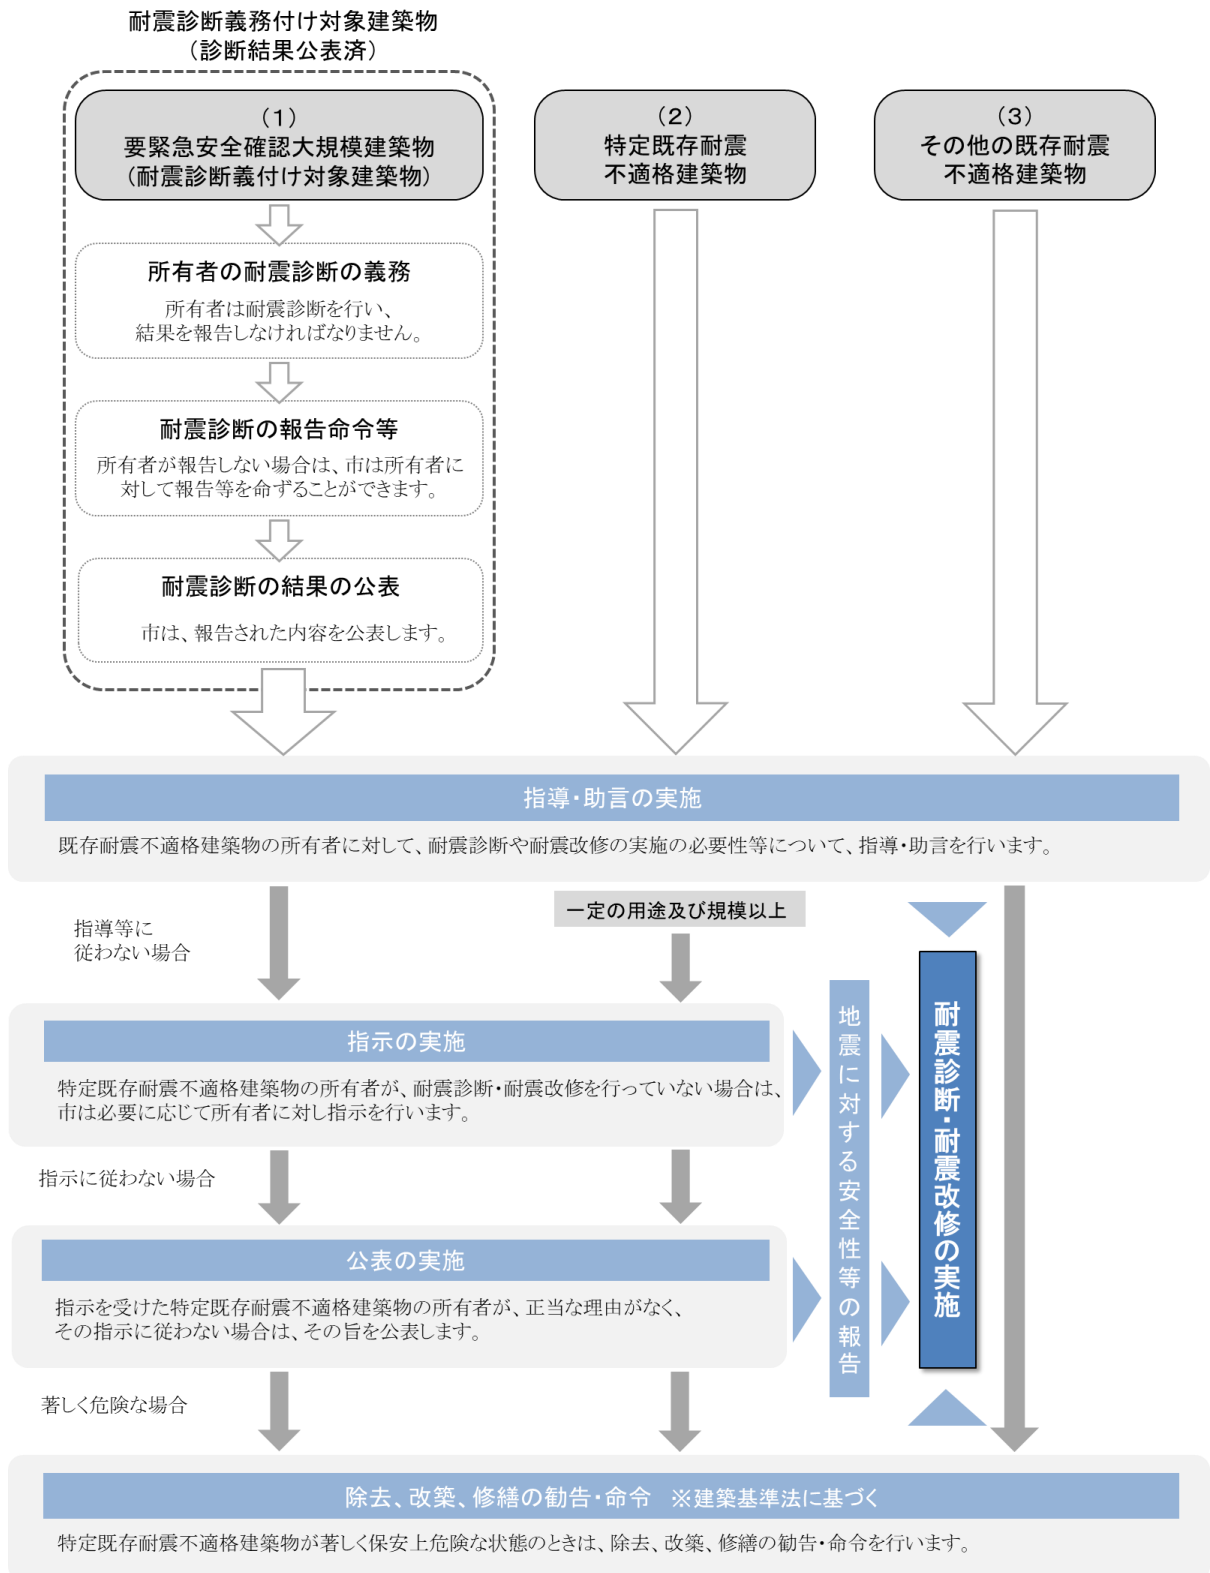 耐震診断義務付け対象建築物
（診断結果公表済）
（１）
要緊急安全確認大規模建築物
（耐震診断義付け対象建築物）
（２）
特定既存耐震
不適格建築物
（３）
その他の既存耐震
不適格建築物
所有者の耐震診断の義務
所有者は耐震診断を行い、
結果を報告しなければなりません。
耐震診断の報告命令等
所有者が報告しない場合は、市は所有者に
対して報告等を命ずることができます。
耐震診断の結果の公表
市は、報告された内容を公表します。
指導・助言の実施
既存耐震不適格建築物の所有者に対して、耐震診断や耐震改修の実施の必要性等について、指導・助言を行います。
指導等に
従わない場合
一定の用途及び規模以上
指示の実施
特定既存耐震不適格建築物の所有者が、耐震診断・耐震改修を行っていない場合は、
市は必要に応じて所有者に対し指示を行います。
指示に従わない場合
公表の実施
指示を受けた特定既存耐震不適格建築物の所有者が、正当な理由がなく、
その指示に従わない場合は、その旨を公表します。
地震に対する安全性等の報告
耐震診断・耐震改修の実施
著しく危険な場合
除去、改築、修繕の勧告・命令　※建築基準法に基づく
特定既存耐震不適格建築物が著しく保安上危険な状態のときは、除去、改築、修繕の勧告・命令を行います。